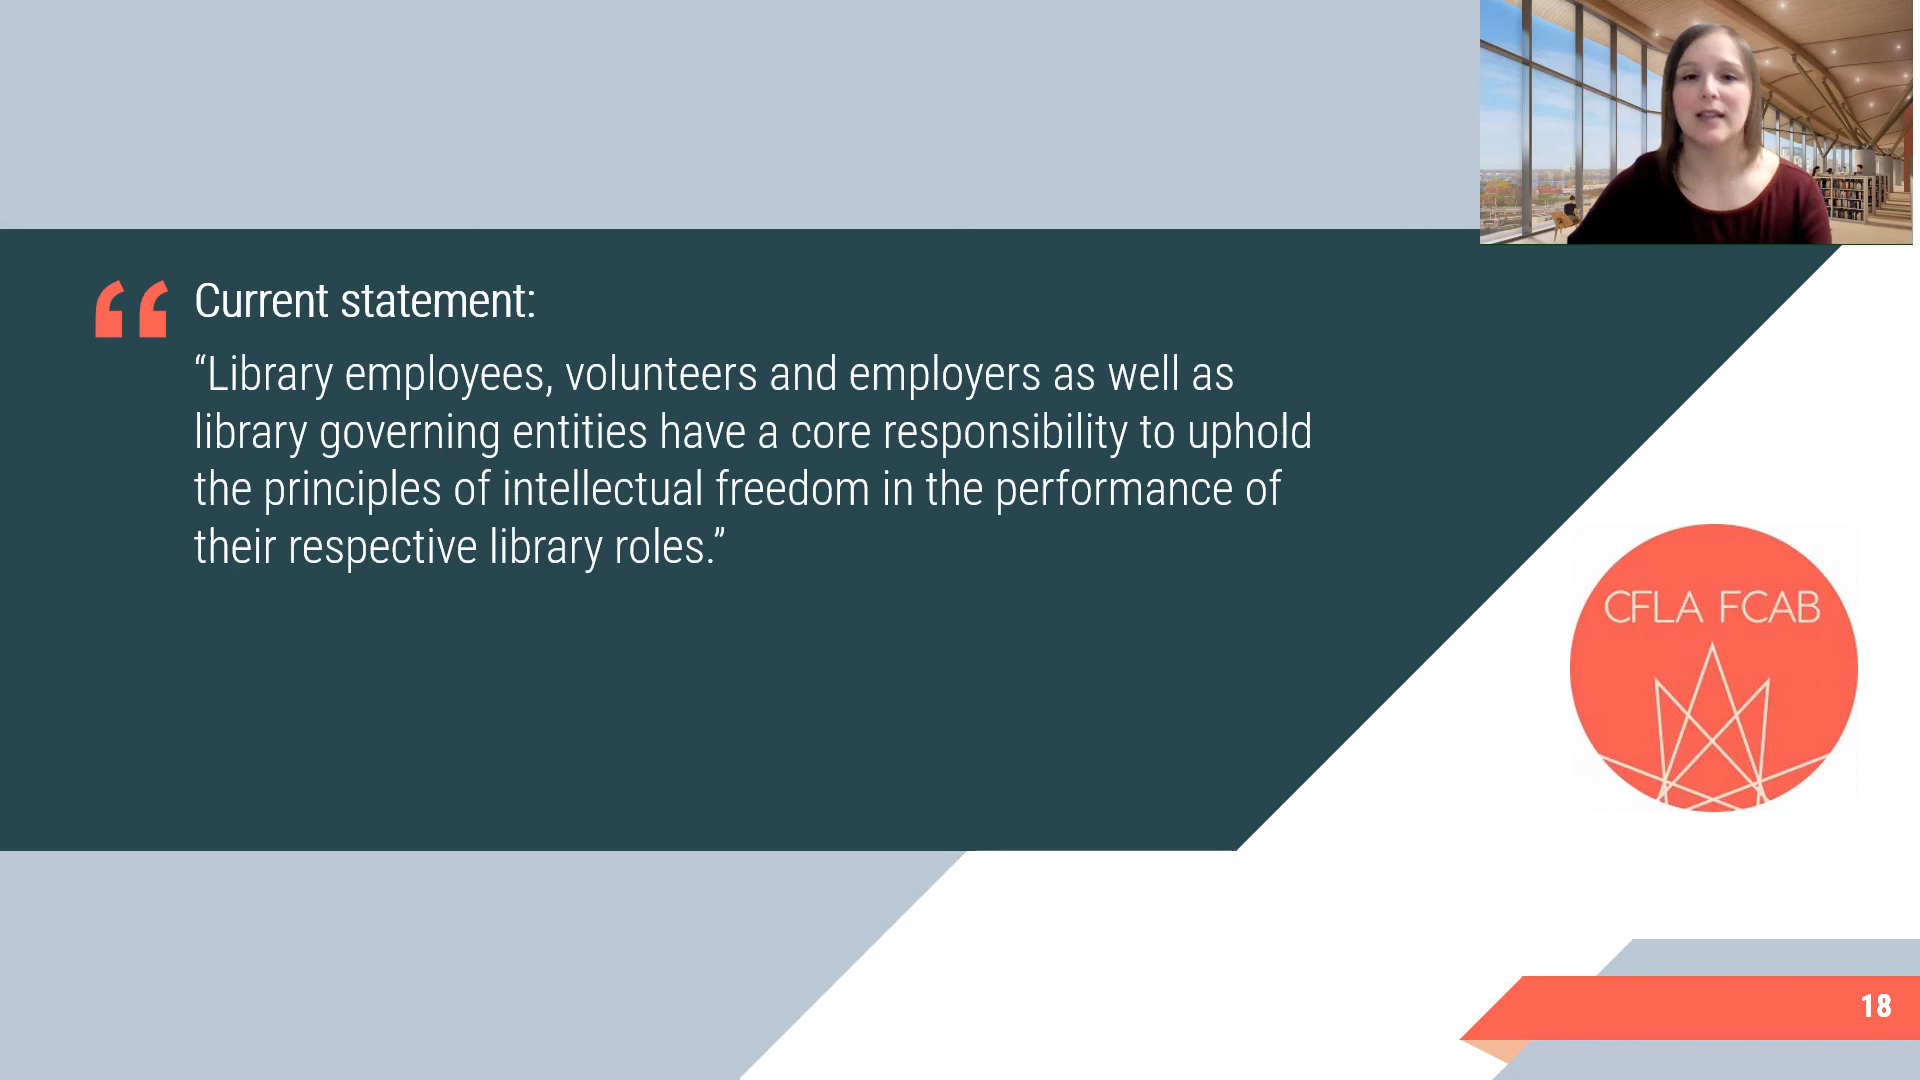 Current statement:
“Library employees, volunteers and employers as well as
library governing entities have a core responsibility to uphold
the principles of intellectual freedom in the performance of
their respective library roles.”
CFLA FCAB
18